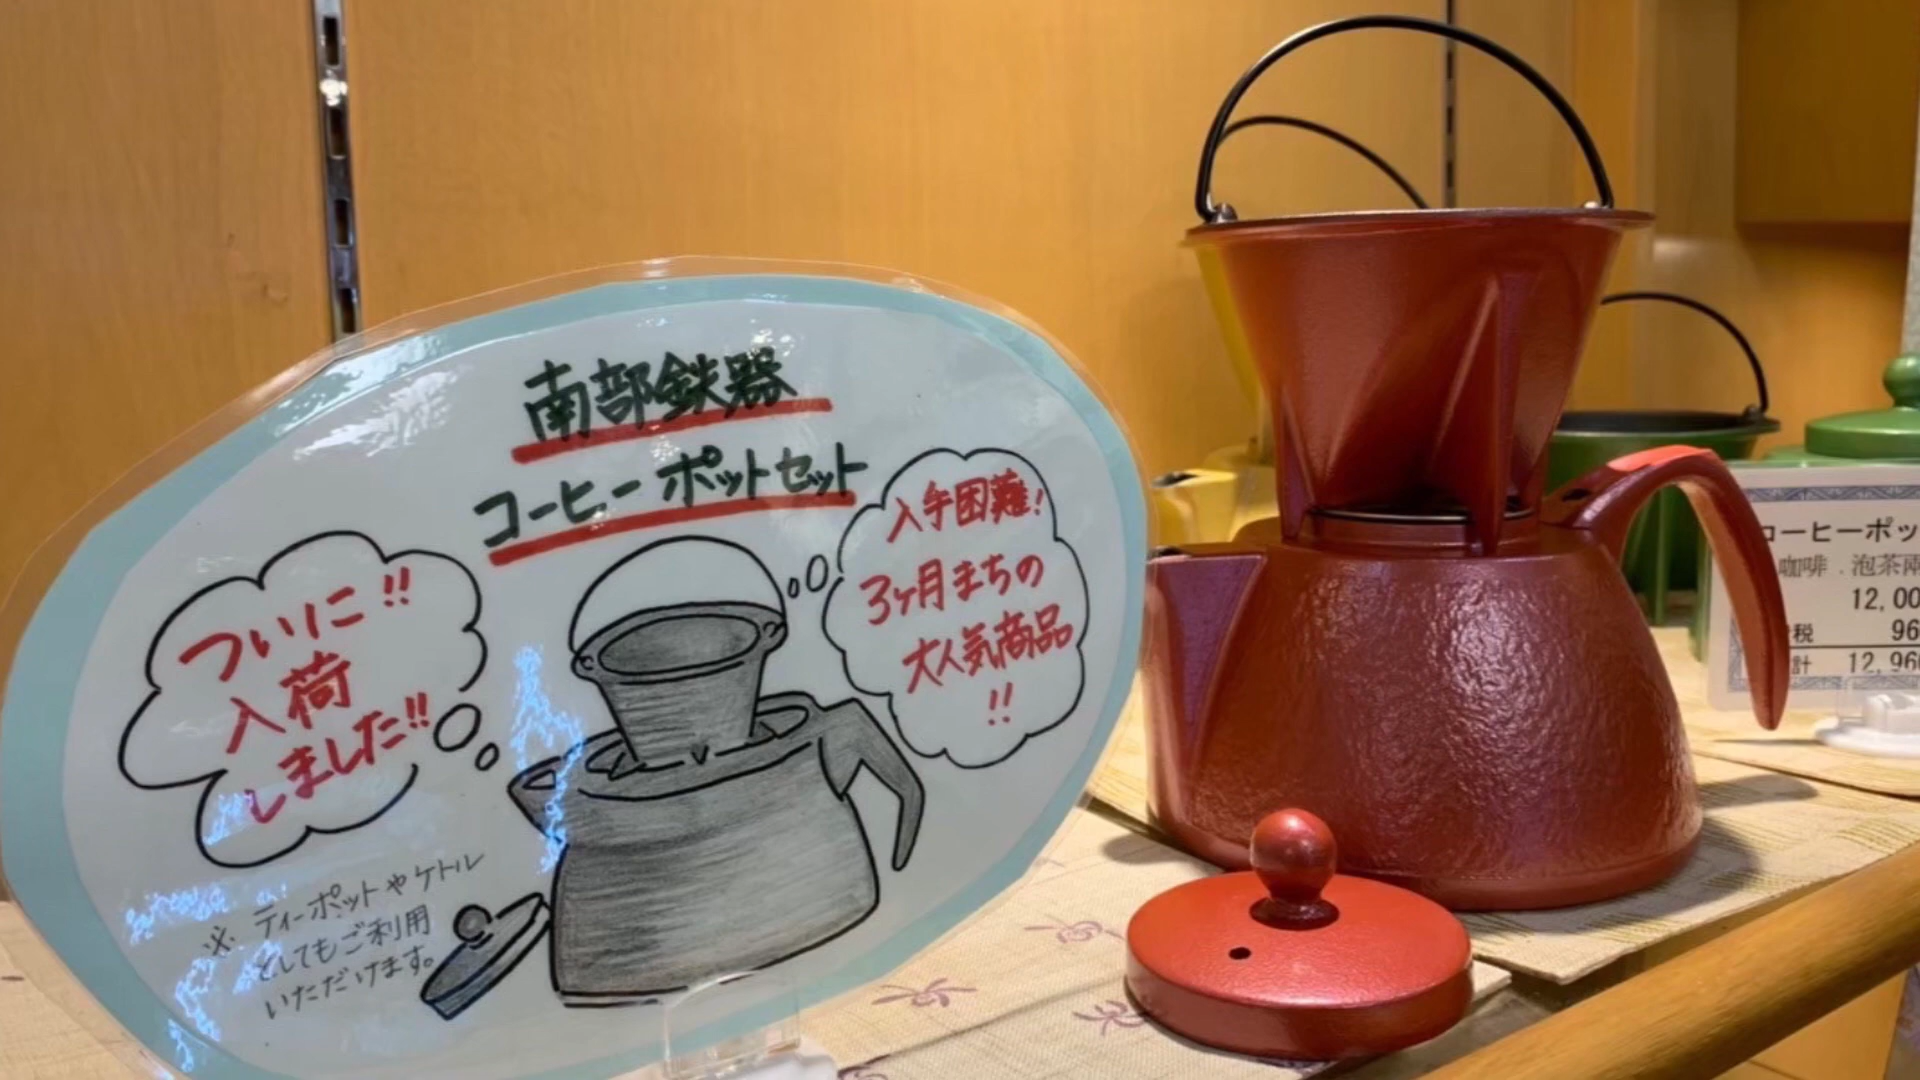 南部鉄器
コーヒーポットセット
ついに!!
入荷
しました!!
入手困難!
3ヶ月まちの
大人気商品
!!
※ ティーポットやケトル
としてもご利用
いただけます。
コーヒーポッ
咖啡.泡茶兩
12,00
税 96
計 12,96